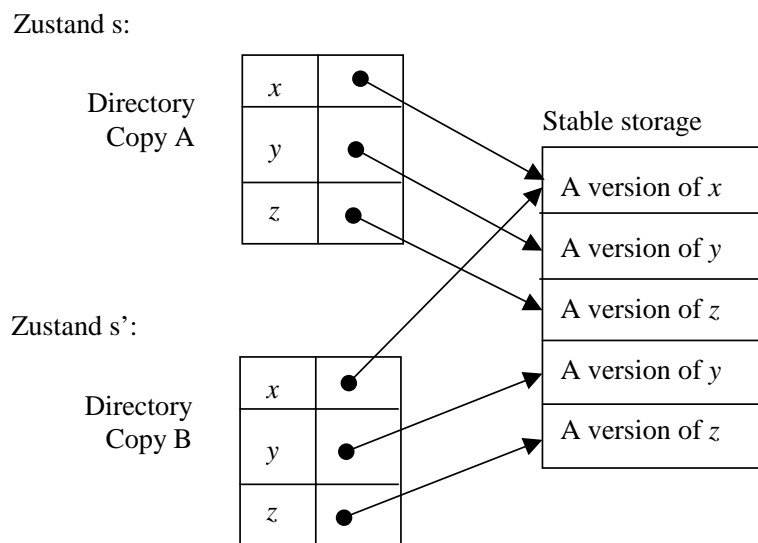 Zustand s:
Directory
Copy A
x
y
z
Stable storage
A version of x
A version of y
A version of z
A version of y
A version of z
Zustand s’:
Directory
Copy B
x
y
z